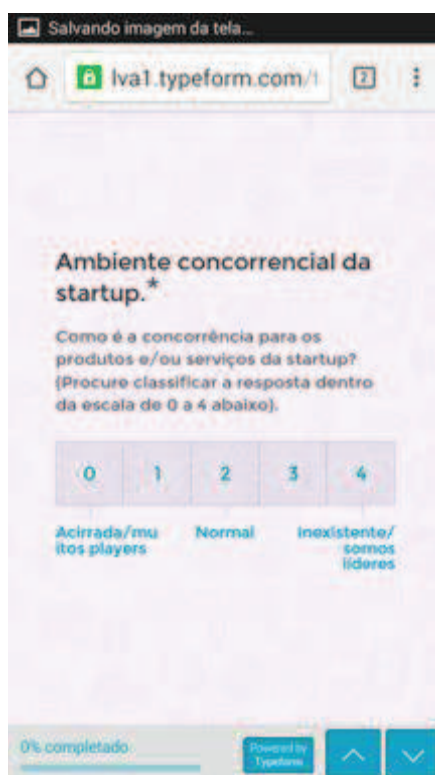 Salvando imagem da tela...
lva1.typeform.com/
2
Ambiente concorrencial da
startup.*
Como é a concorrência para os
produtos e/ou serviços da startup?
(Procure classificar a resposta dentro
da escala de 0 a 4 abaixo).
0 1 2 3 4
Acirrada/mu Normal Inexistente/
itos players somos
líderes
0% completado
Powered by
Typeform